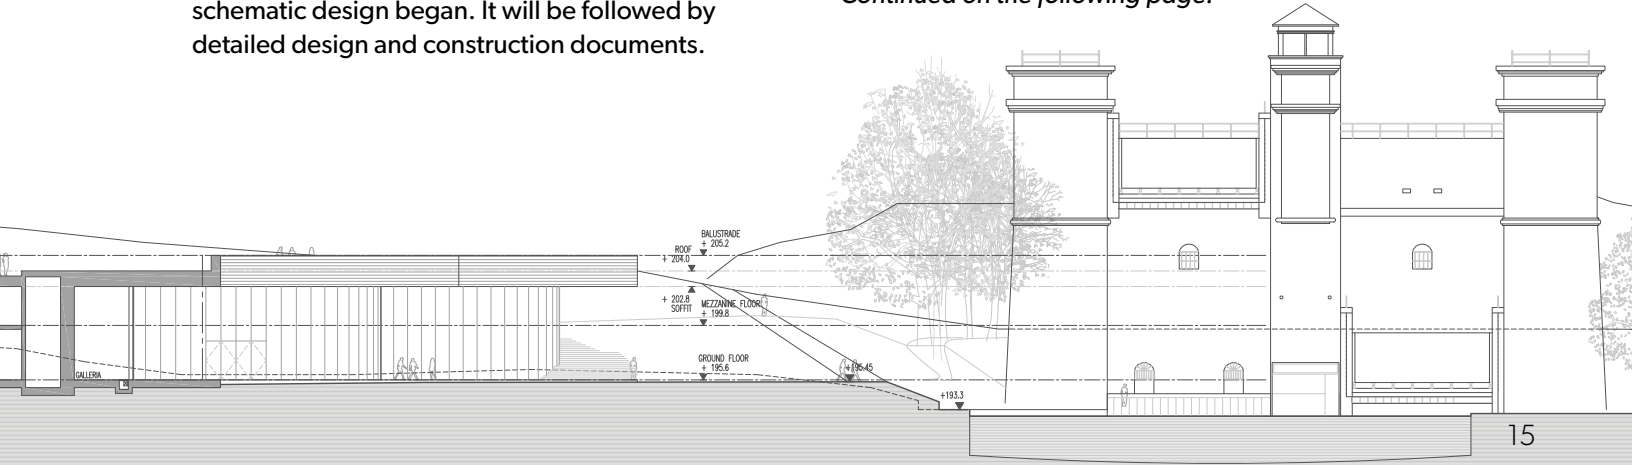 schematic design began. It will be followed by
detailed design and construction documents.
Continued on the following page.
BALUSTRADE
+ 205.2
ROOF
+ 204.0
+ 202.8
SOFFIT
MEZZANINE FLOOR
+ 199.8
GROUND FLOOR
+ 195.6
+195.45
+193.3
GALLERIA
15